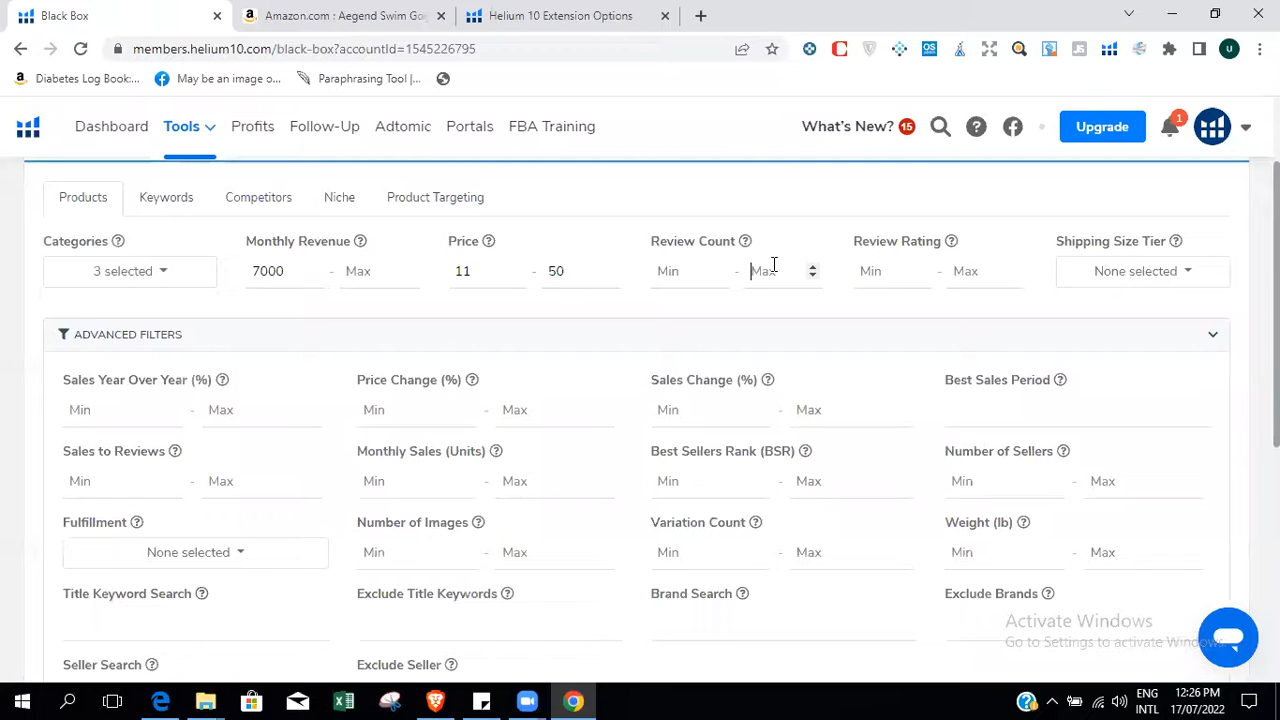 Black Box
Amazon.com : Aegend Swim Gog
Helium 10 Extension Options
members.helium10.com/black-box?accountId=1545226795
Diabetes Log Book:...
May be an image o...
Paraphrasing Tool |...
Dashboard
Tools
Profits
Follow-Up
Adtomic
Portals
FBA Training
What's New? 15
Upgrade
1
Products
Keywords
Competitors
Niche
Product Targeting
Categories
Monthly Revenue
Price
Review Count
Review Rating
Shipping Size Tier
3 selected
7000 - Max
11 - 50
Min - Max
Min - Max
None selected
ADVANCED FILTERS
Sales Year Over Year (%)
Price Change (%)
Sales Change (%)
Best Sales Period
Min - Max
Min - Max
Min - Max
Sales to Reviews
Monthly Sales (Units)
Best Sellers Rank (BSR)
Number of Sellers
Min - Max
Min - Max
Min - Max
Min - Max
Fulfillment
Number of Images
Variation Count
Weight (lb)
None selected
Min - Max
Min - Max
Min - Max
Title Keyword Search
Exclude Title Keywords
Brand Search
Exclude Brands
Activate Windows
Go to Settings to activate Windows.
Seller Search
Exclude Seller
ENG
INTL
12:26 PM
17/07/2022